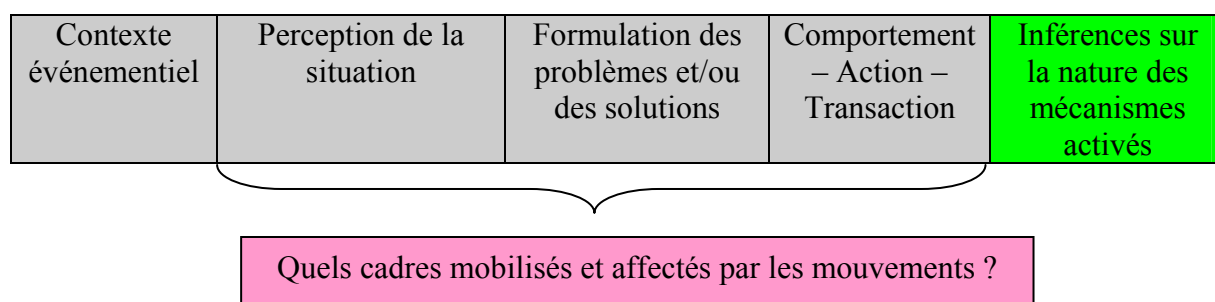 Contexte
événementiel
Perception de la
situation
Formulation des
problèmes et/ou
des solutions
Comportement
– Action –
Transaction
Inférences sur
la nature des
mécanismes
activés
Quels cadres mobilisés et affectés par les mouvements ?